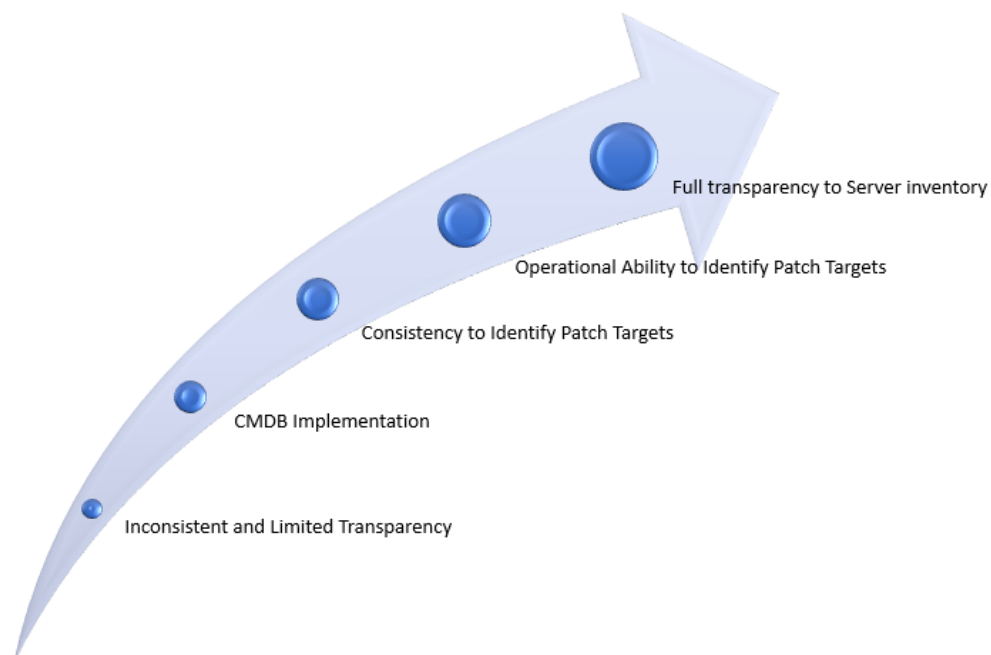 Full transparency to Server inventory
Operational Ability to Identify Patch Targets
Consistency to Identify Patch Targets
CMDB Implementation
Inconsistent and Limited Transparency